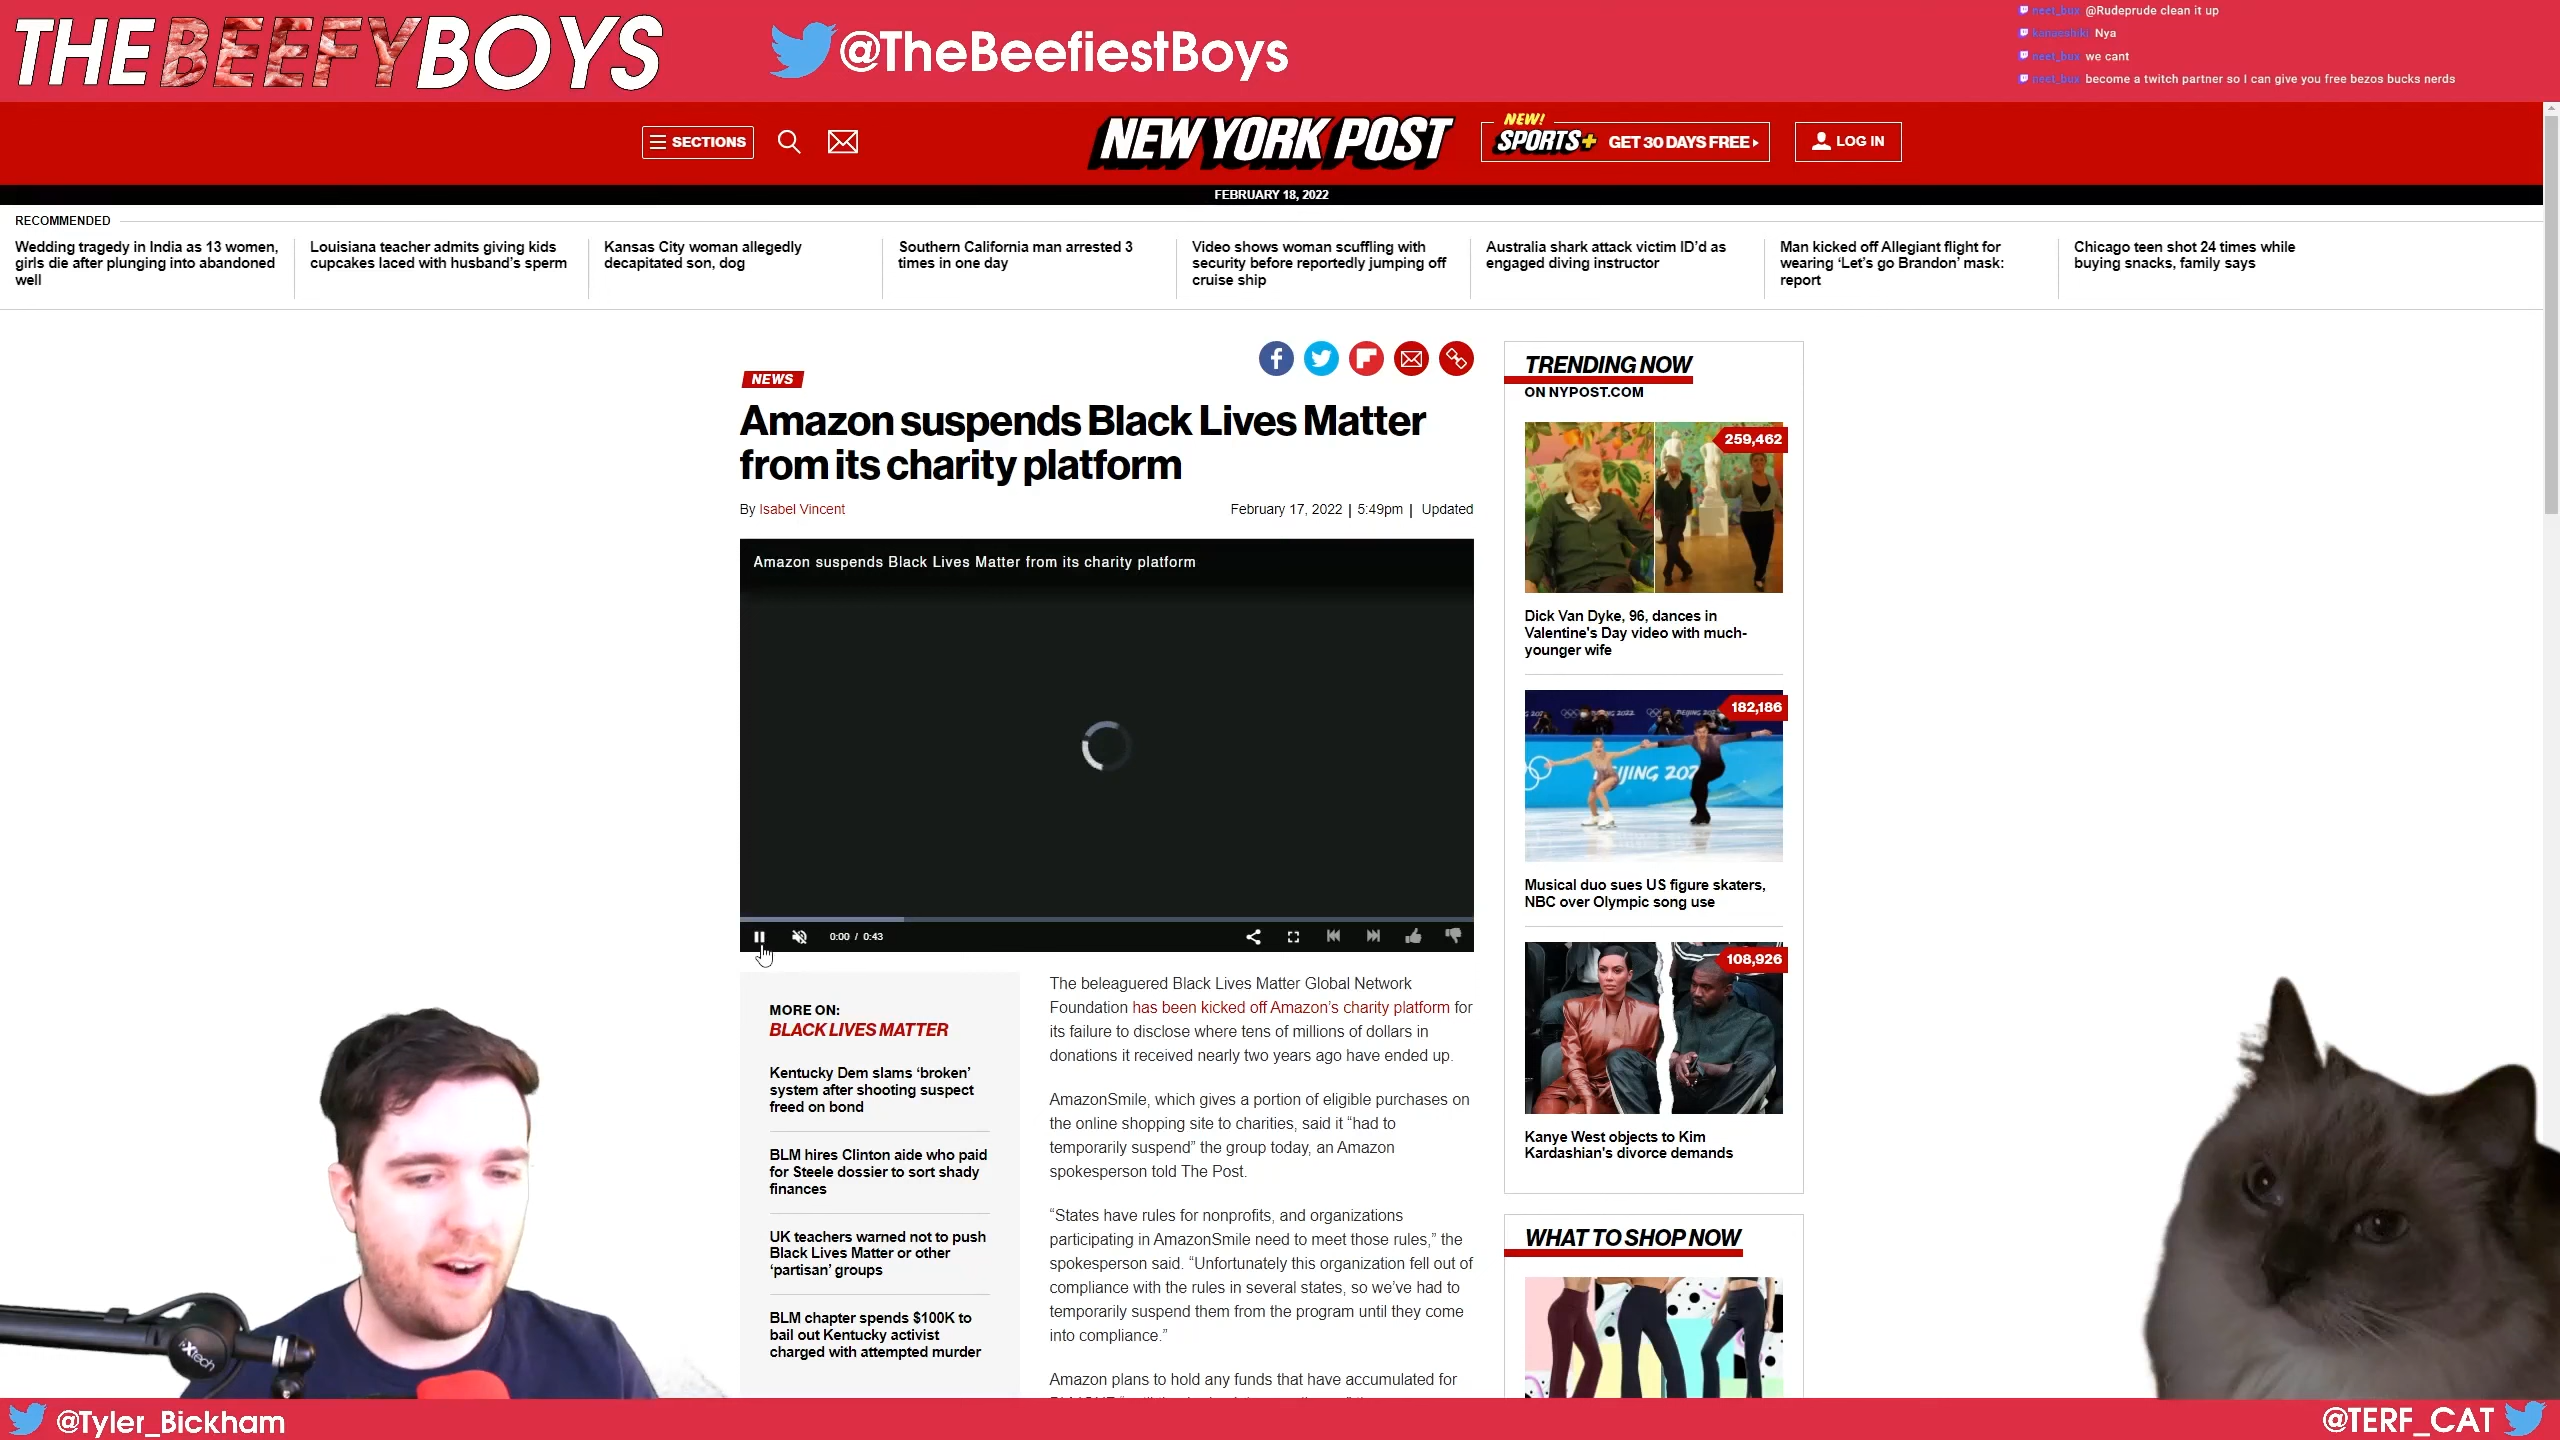 THE BEEFY BOYS
@TheBeefiestBoys
neet_bux @Rudeprude clean it up
Nya
neet_bux we cant
neet_bux become a twitch partner so I can give you free bezos bucks nerds
SECTIONS
NEW YORK POST
NEW!
SPORTS+ GET 30 DAYS FREE
LOG IN
FEBRUARY 18, 2022
RECOMMENDED
Wedding tragedy in India as 13 women,
girls die after plunging into abandoned
well
Louisiana teacher admits giving kids
cupcakes laced with husband's sperm
Kansas City woman allegedly
decapitated son, dog
Southern California man arrested 3
times in one day
Video shows woman scuffling with
security before reportedly jumping off
cruise ship
Australia shark attack victim ID'd as
engaged diving instructor
Man kicked off Allegiant flight for
wearing 'Let's go Brandon' mask:
report
Chicago teen shot 24 times while
buying snacks, family says
NEWS
Amazon suspends Black Lives Matter
from its charity platform
By Isabel Vincent
February 17, 2022 | 5:49pm | Updated
Amazon suspends Black Lives Matter from its charity platform
0:00 / 0:43
MORE ON:
BLACK LIVES MATTER
Kentucky Dem slams 'broken'
system after shooting suspect
freed on bond
BLM hires Clinton aide who paid
for Steele dossier to sort shady
finances
UK teachers warned not to push
Black Lives Matter or other
'partisan' groups
BLM chapter spends $100K to
bail out Kentucky activist
charged with attempted murder
The beleaguered Black Lives Matter Global Network
Foundation has been kicked off Amazon's charity platform for
its failure to disclose where tens of millions of dollars in
donations it received nearly two years ago have ended up.
AmazonSmile, which gives a portion of eligible purchases on
the online shopping site to charities, said it "had to
temporarily suspend" the group today, an Amazon
spokesperson told The Post.
"States have rules for nonprofits, and organizations
participating in AmazonSmile need to meet those rules," the
spokesperson said. "Unfortunately this organization fell out of
compliance with the rules in several states, so we've had to
temporarily suspend them from the program until they come
into compliance."
Amazon plans to hold any funds that have accumulated for
TRENDING NOW
ON NYPOST.COM
259,462
Dick Van Dyke, 96, dances in
Valentine's Day video with much-
younger wife
182,186
Musical duo sues US figure skaters,
NBC over Olympic song use
108,926
Kanye West objects to Kim
Kardashian's divorce demands
WHAT TO SHOP NOW
@Tyler_Bickham
@TERF_CAT